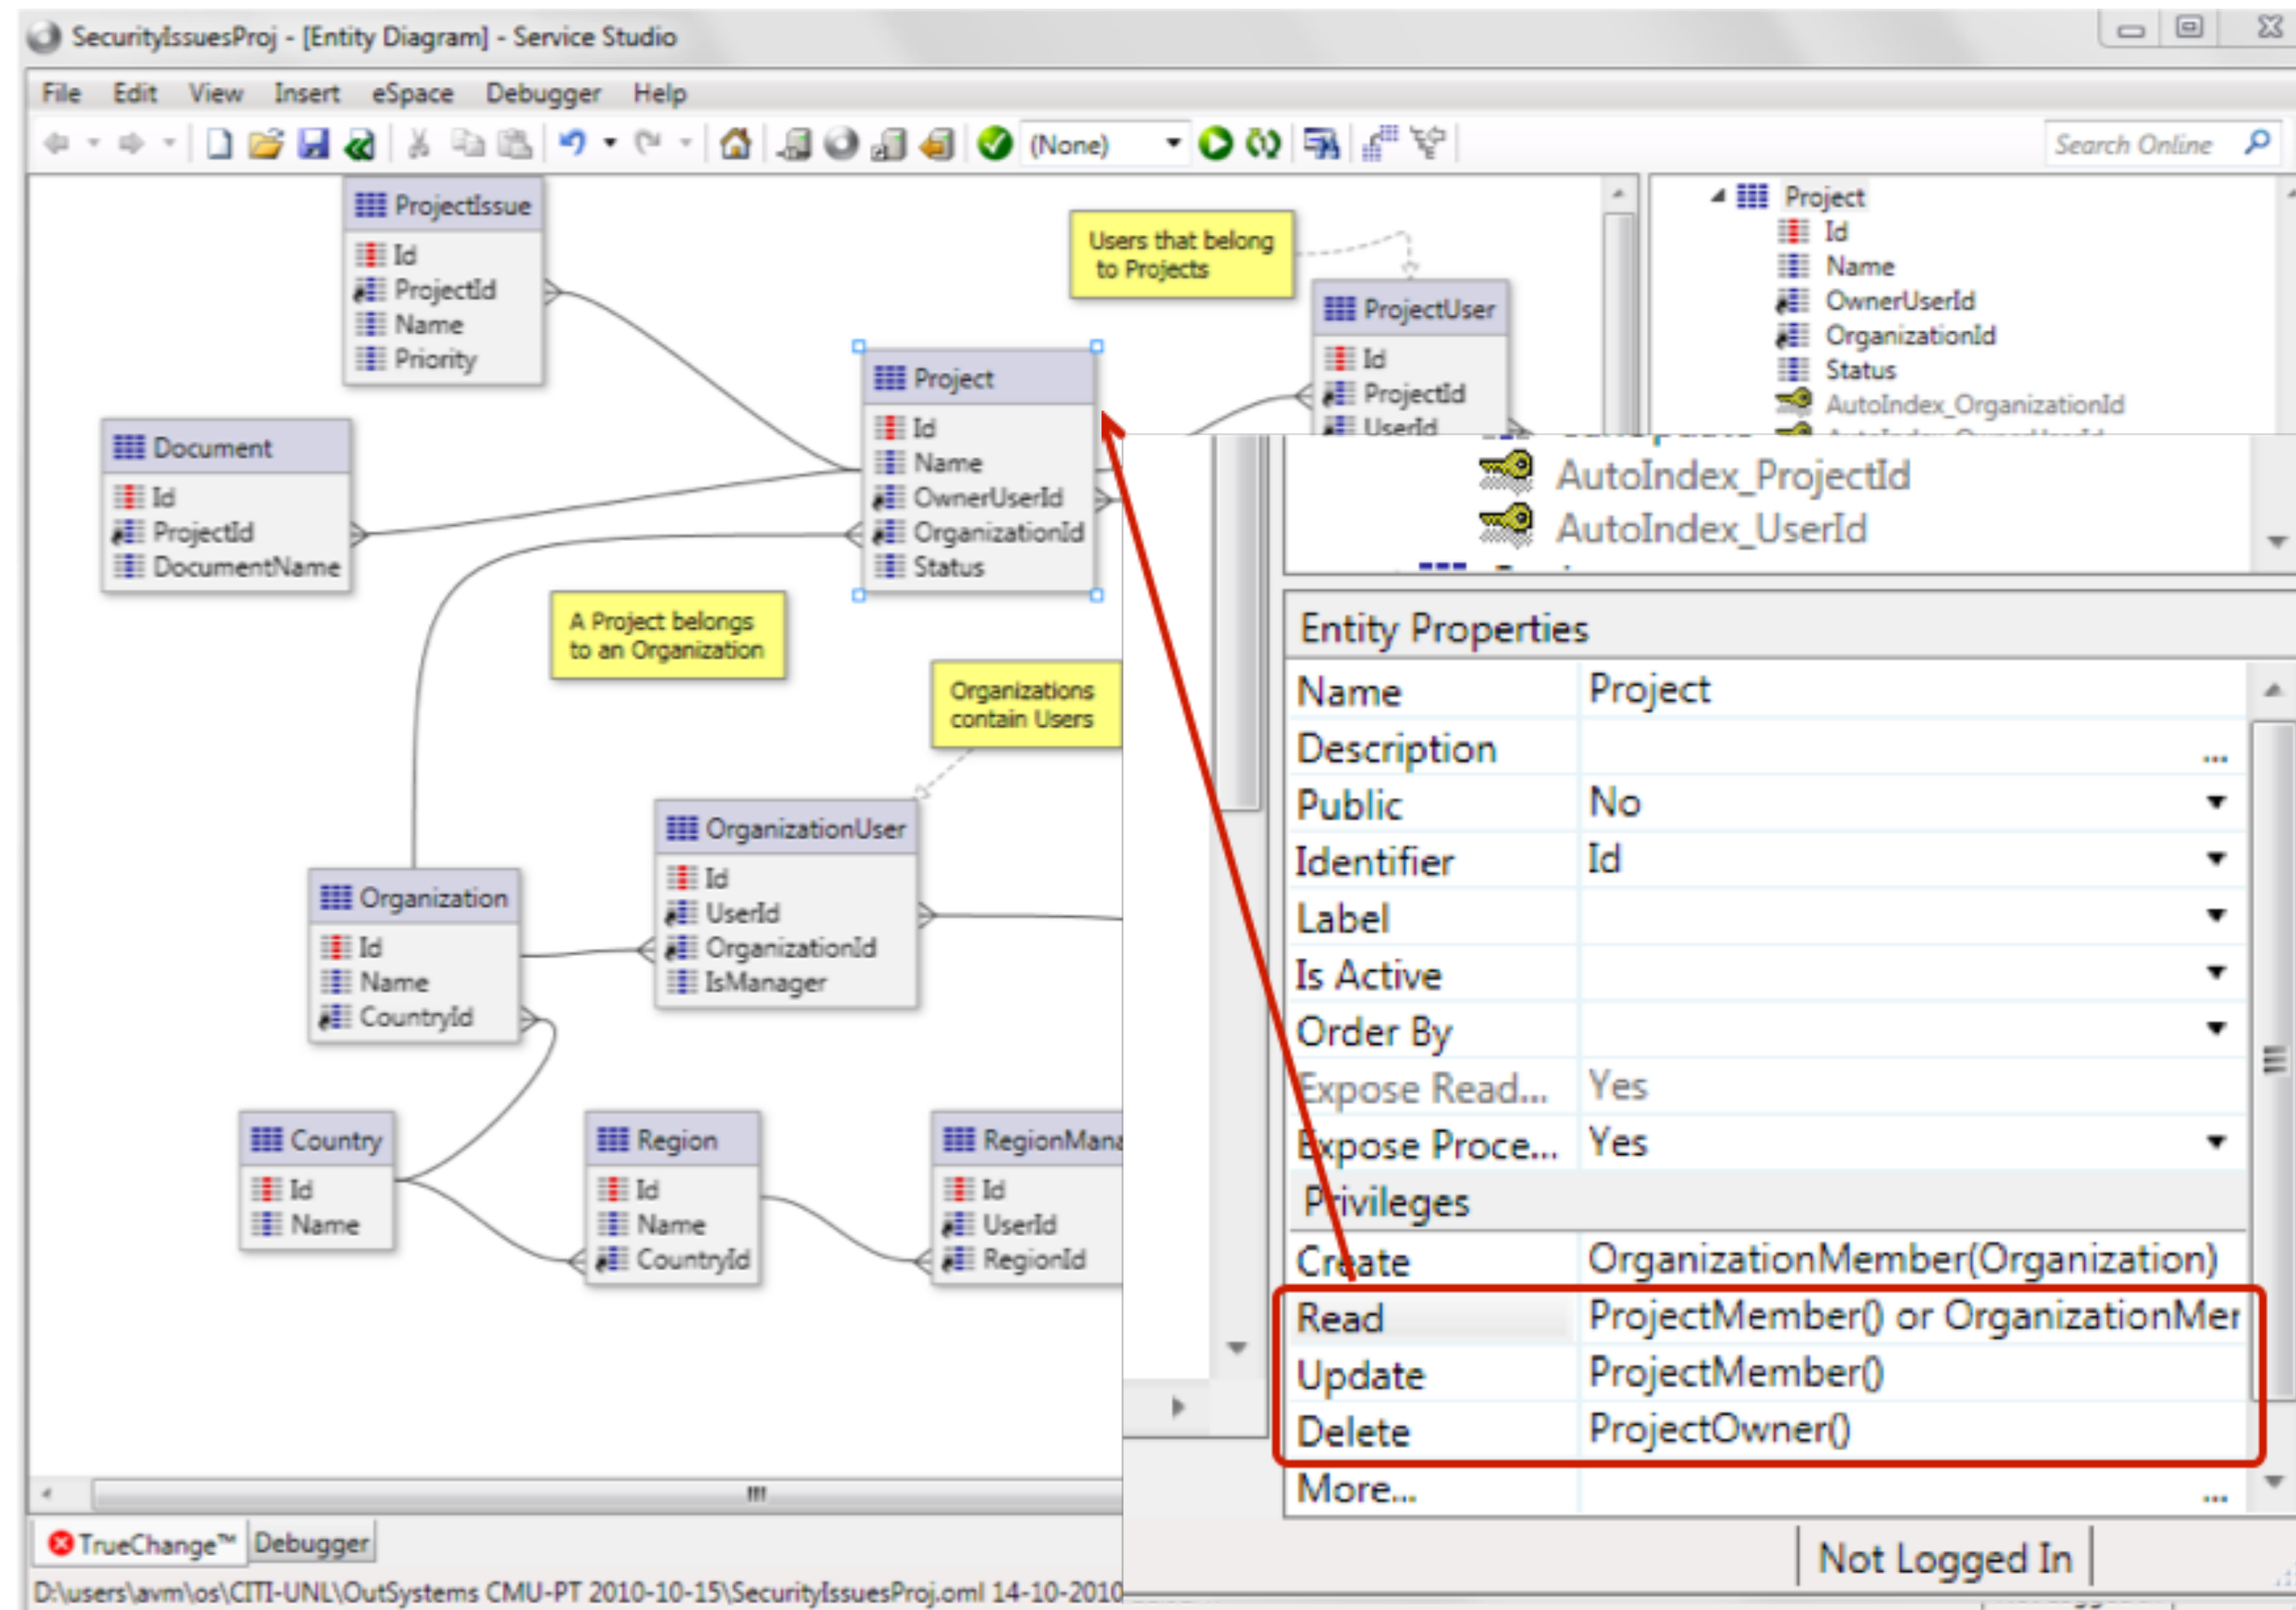 SecurityIssuesProj - [Entity Diagram] - Service Studio
File Edit View Insert eSpace Debugger Help
(None)
Search Online
ProjectIssue
Id
ProjectId
Name
Priority
Users that belong
to Projects
ProjectUser
Id
ProjectId
UserId
Project
Id
Name
OwnerUserId
OrganizationId
Status
AutoIndex_OrganizationId
Project
Id
Name
OwnerUserId
OrganizationId
Status
Document
Id
ProjectId
DocumentName
A Project belongs
to an Organization
Organizations
contain Users
OrganizationUser
Id
UserId
OrganizationId
IsManager
Organization
Id
Name
CountryId
Country
Id
Name
Region
Id
Name
CountryId
RegionMana
Id
UserId
RegionId
AutoIndex_ProjectId
AutoIndex_UserId
Entity Properties
Name Project
Description ...
Public No
Identifier Id
Label
Is Active
Order By
Expose Read... Yes
Expose Proce... Yes
Privileges
Create OrganizationMember(Organization)
Read ProjectMember() or OrganizationMer
Update ProjectMember()
Delete ProjectOwner()
More... ...
Not Logged In
TrueChange™ Debugger
D:\users\avm\os\CITI-UNL\OutSystems CMU-PT 2010-10-15\SecurityIssuesProj.oml 14-10-2010